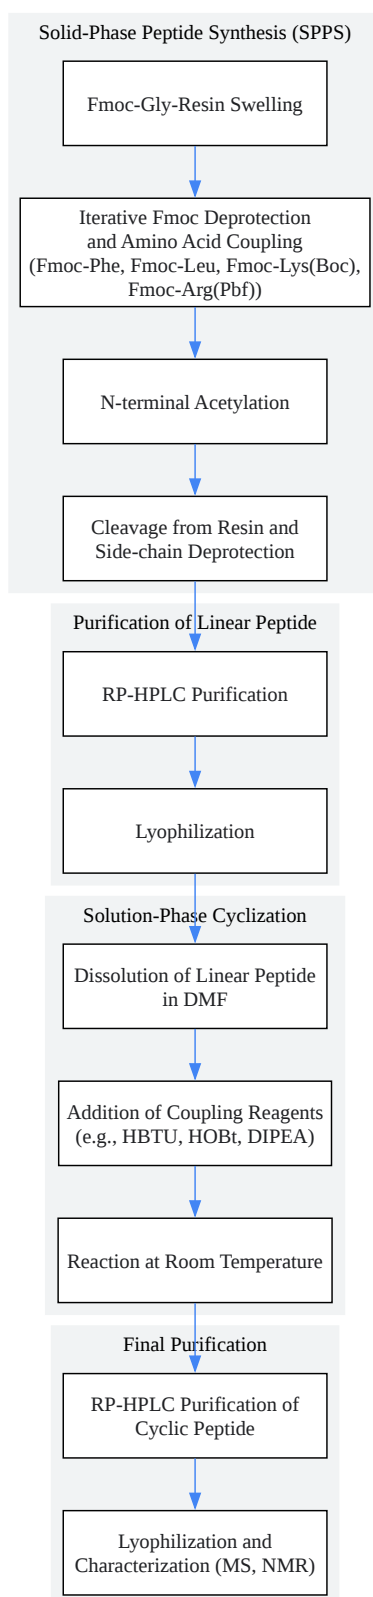 Solid-Phase Peptide Synthesis (SPPS)
Fmoc-Gly-Resin Swelling
Iterative Fmoc Deprotection
and Amino Acid Coupling
(Fmoc-Phe, Fmoc-Leu, Fmoc-Lys(Boc),
Fmoc-Arg(Pbf))
N-terminal Acetylation
Cleavage from Resin and
Side-chain Deprotection
Purification of Linear Peptide
RP-HPLC Purification
Lyophilization
Solution-Phase Cyclization
Dissolution of Linear Peptide
in DMF
Addition of Coupling Reagents
(e.g., HBTU, HOBt, DIPEA)
Reaction at Room Temperature
Final Purification
RP-HPLC Purification of
Cyclic Peptide
Lyophilization and
Characterization (MS, NMR)